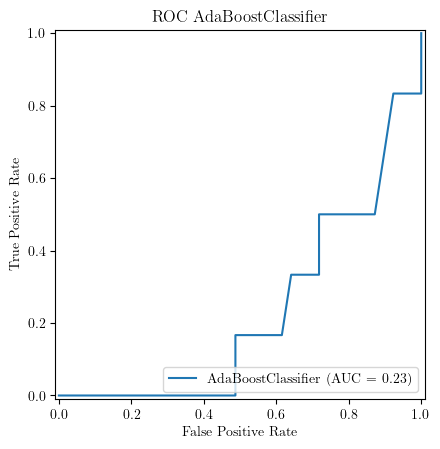 ROC AdaBoostClassifier
1.0
0.8
0.6
0.4
0.2
0.0
True Positive Rate
AdaBoostClassifier (AUC = 0.23)
0.0 0.2 0.4 0.6 0.8 1.0
False Positive Rate